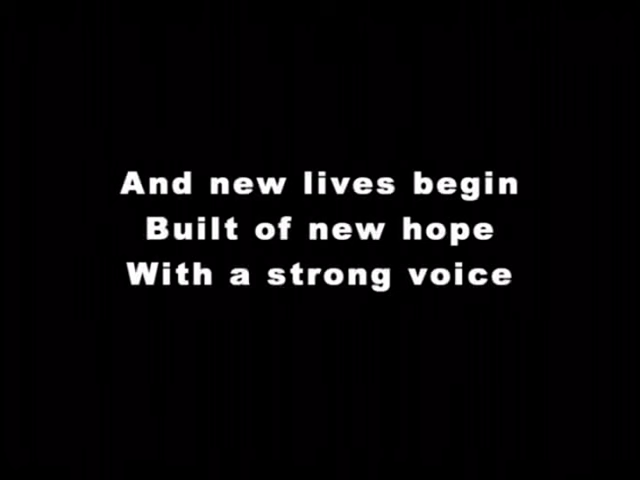 And new lives begin
Built of new hope
With a strong voice